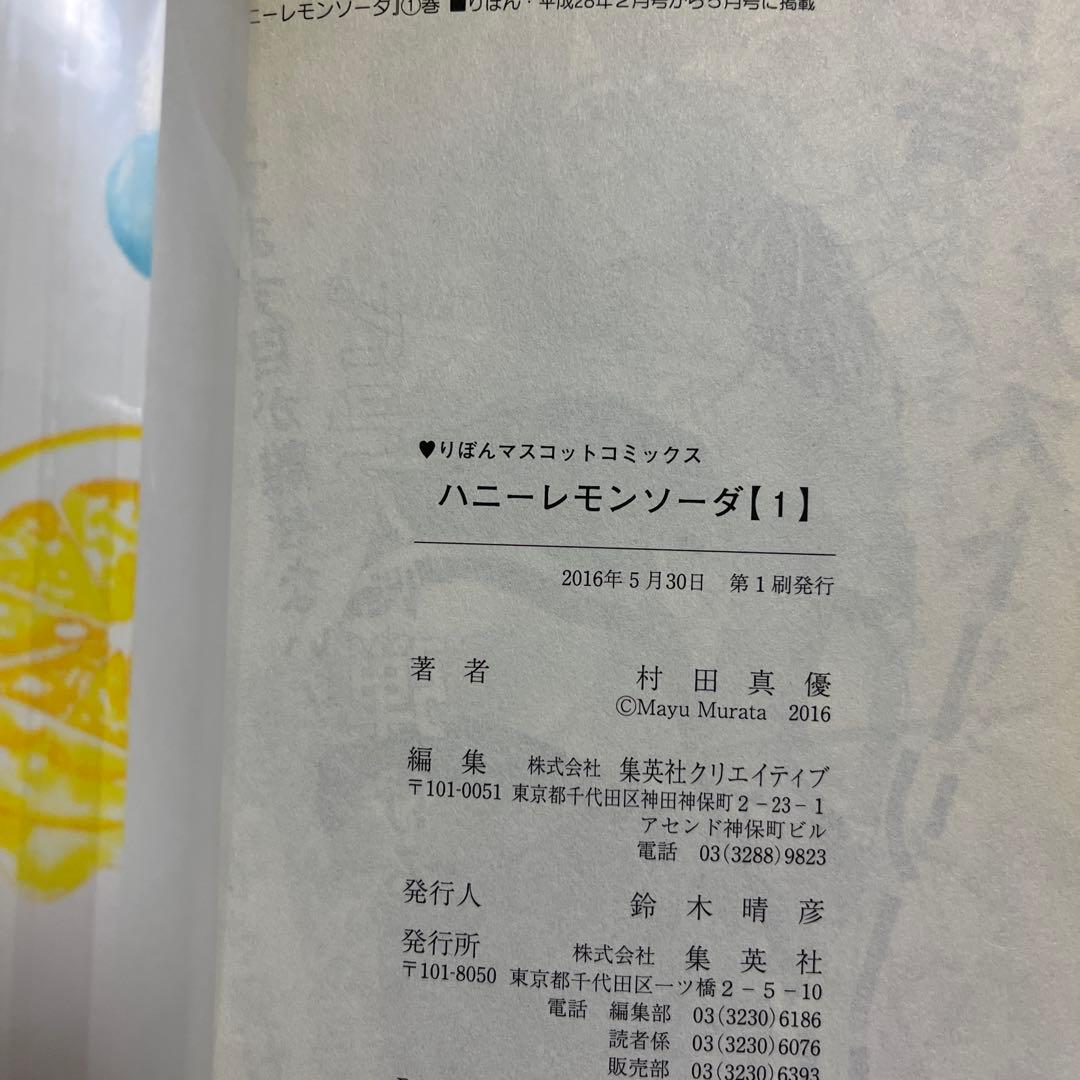 ニーレモンソーダ』①巻 ■りぼん・平成28年2月号から5月号に掲載
♥りぼんマスコットコミックス
ハニーレモンソーダ【1】
2016年5月30日 第1刷発行
著者 村田真優
©Mayu Murata 2016
編集 株式会社 集英社クリエイティブ
〒101-0051 東京都千代田区神田神保町2-23-1
アセンド神保町ビル
電話 03(3288)9823
発行人 鈴木晴彦
発行所 株式会社 集英社
〒101-8050 東京都千代田区一ツ橋2-5-10
電話 編集部 03(3230)6186
読者係 03(3230)6076
販売部 03(3230)6393